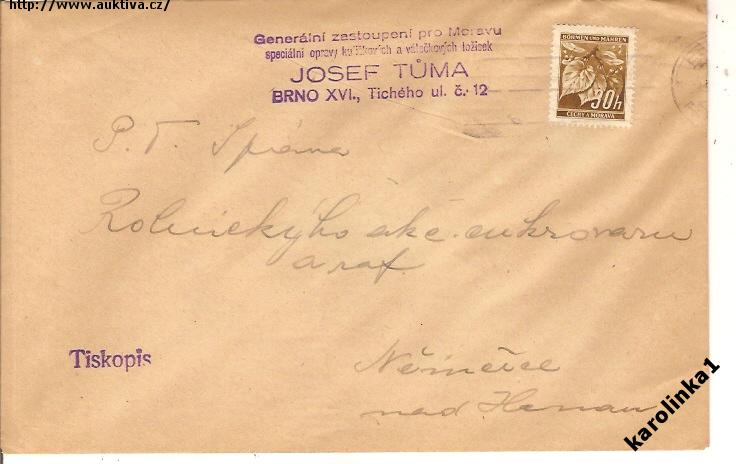 http://www.auktiva.cz/
Generální zastoupení pro Moravu
speciální opravy kuličkových a válečkových ložisek
JOSEF TŮMA
BRNO XVI., Tichého ul. č. 12
BÖHMEN UND MÄHREN
30h
ČECHY A MORAVA
P. T. Správa
Rolnického akc. cukrovaru
a raf.
Tiskopis
Němčice
nad Hanou
karolinka1